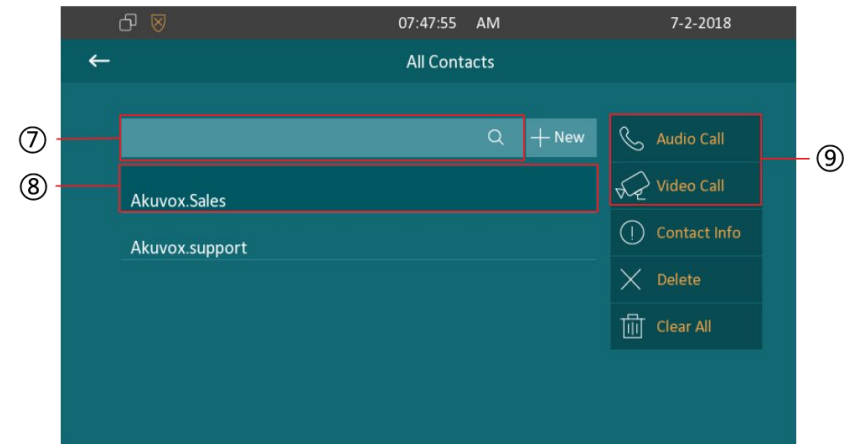 07:47:55 AM 7-2-2018
All Contacts
⑦ New Audio Call ⑨
⑧ Akuvox.Sales Video Call
Akuvox.support Contact Info
Delete
Clear All